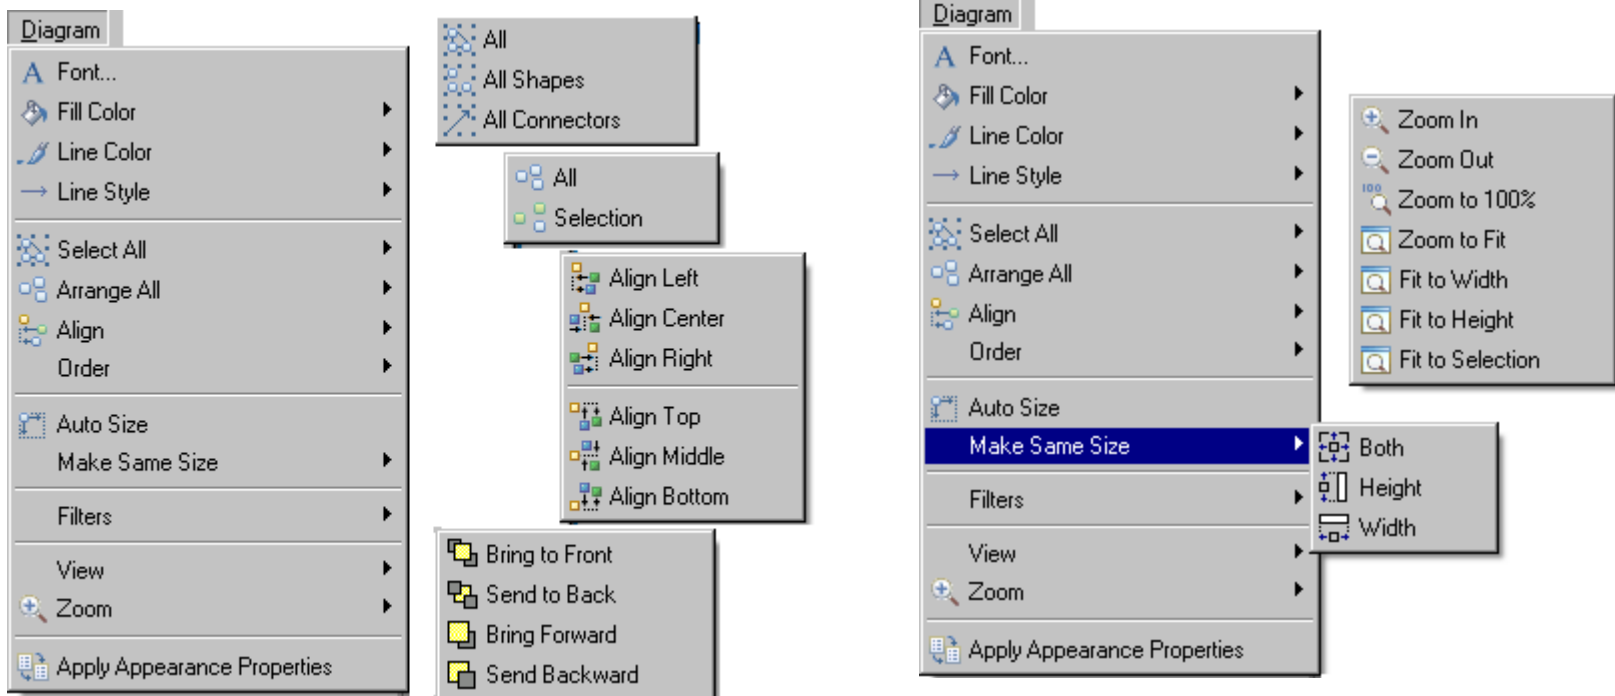 Diagram
Font...
Fill Color
Line Color
Line Style
Select All
Arrange All
Align
Order
Auto Size
Make Same Size
Filters
View
Zoom
Apply Appearance Properties
All
All Shapes
All Connectors
All
Selection
Align Left
Align Center
Align Right
Align Top
Align Middle
Align Bottom
Bring to Front
Send to Back
Bring Forward
Send Backward
Diagram
Font...
Fill Color
Line Color
Line Style
Select All
Arrange All
Align
Order
Auto Size
Make Same Size
Filters
View
Zoom
Apply Appearance Properties
Zoom In
Zoom Out
100
Zoom to 100%
Zoom to Fit
Fit to Width
Fit to Height
Fit to Selection
Both
Height
Width